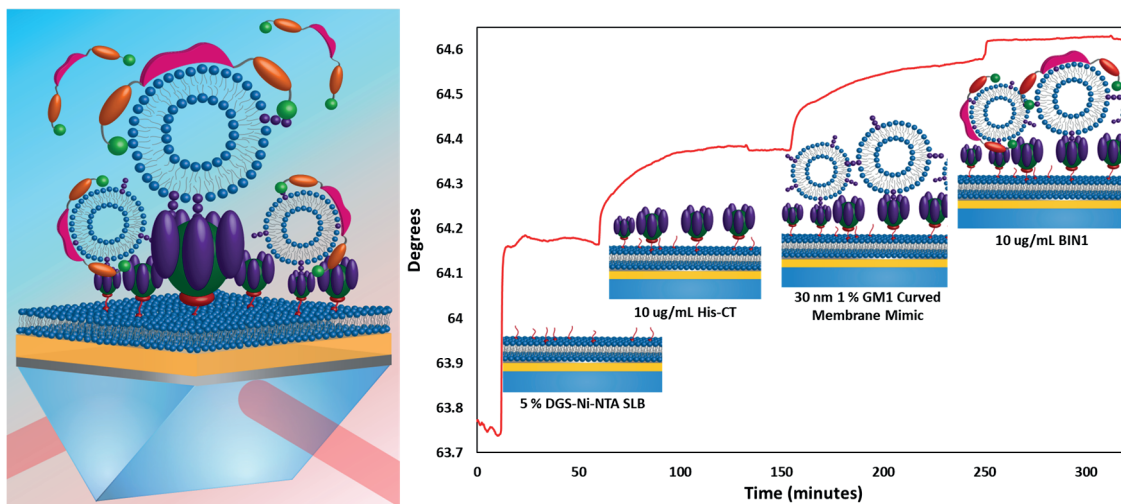 64.6
64.5
64.4
64.3
64.2
64.1
64
63.9
63.8
63.7
Degrees
0
50
100
150
200
250
300
Time (minutes)
5 % DGS-Ni-NTA SLB
10 ug/mL His-CT
30 nm 1 % GM1 Curved
Membrane Mimic
10 ug/mL BIN1